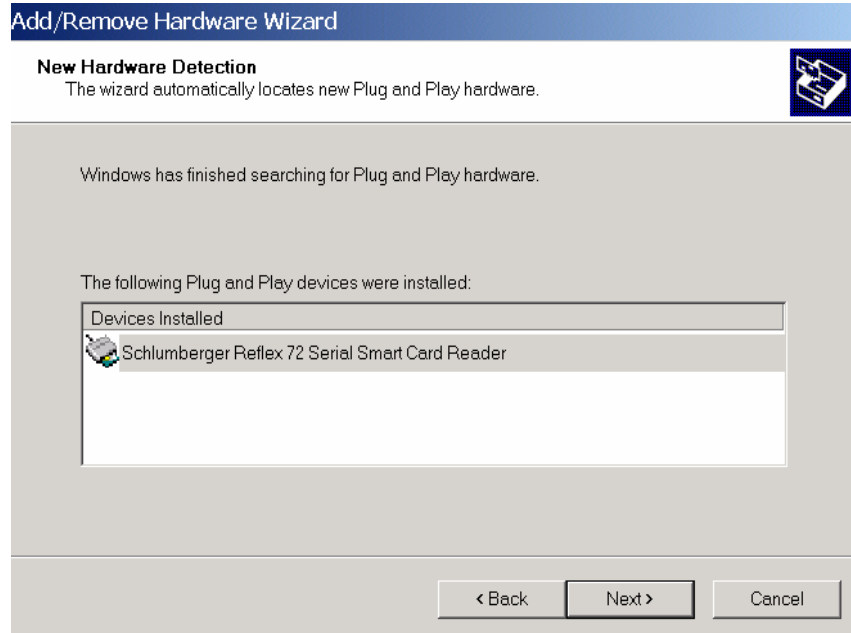 Add/Remove Hardware Wizard
New Hardware Detection
The wizard automatically locates new Plug and Play hardware.
Windows has finished searching for Plug and Play hardware.
The following Plug and Play devices were installed:
Devices Installed
Schlumberger Reflex 72 Serial Smart Card Reader
< Back Next > Cancel